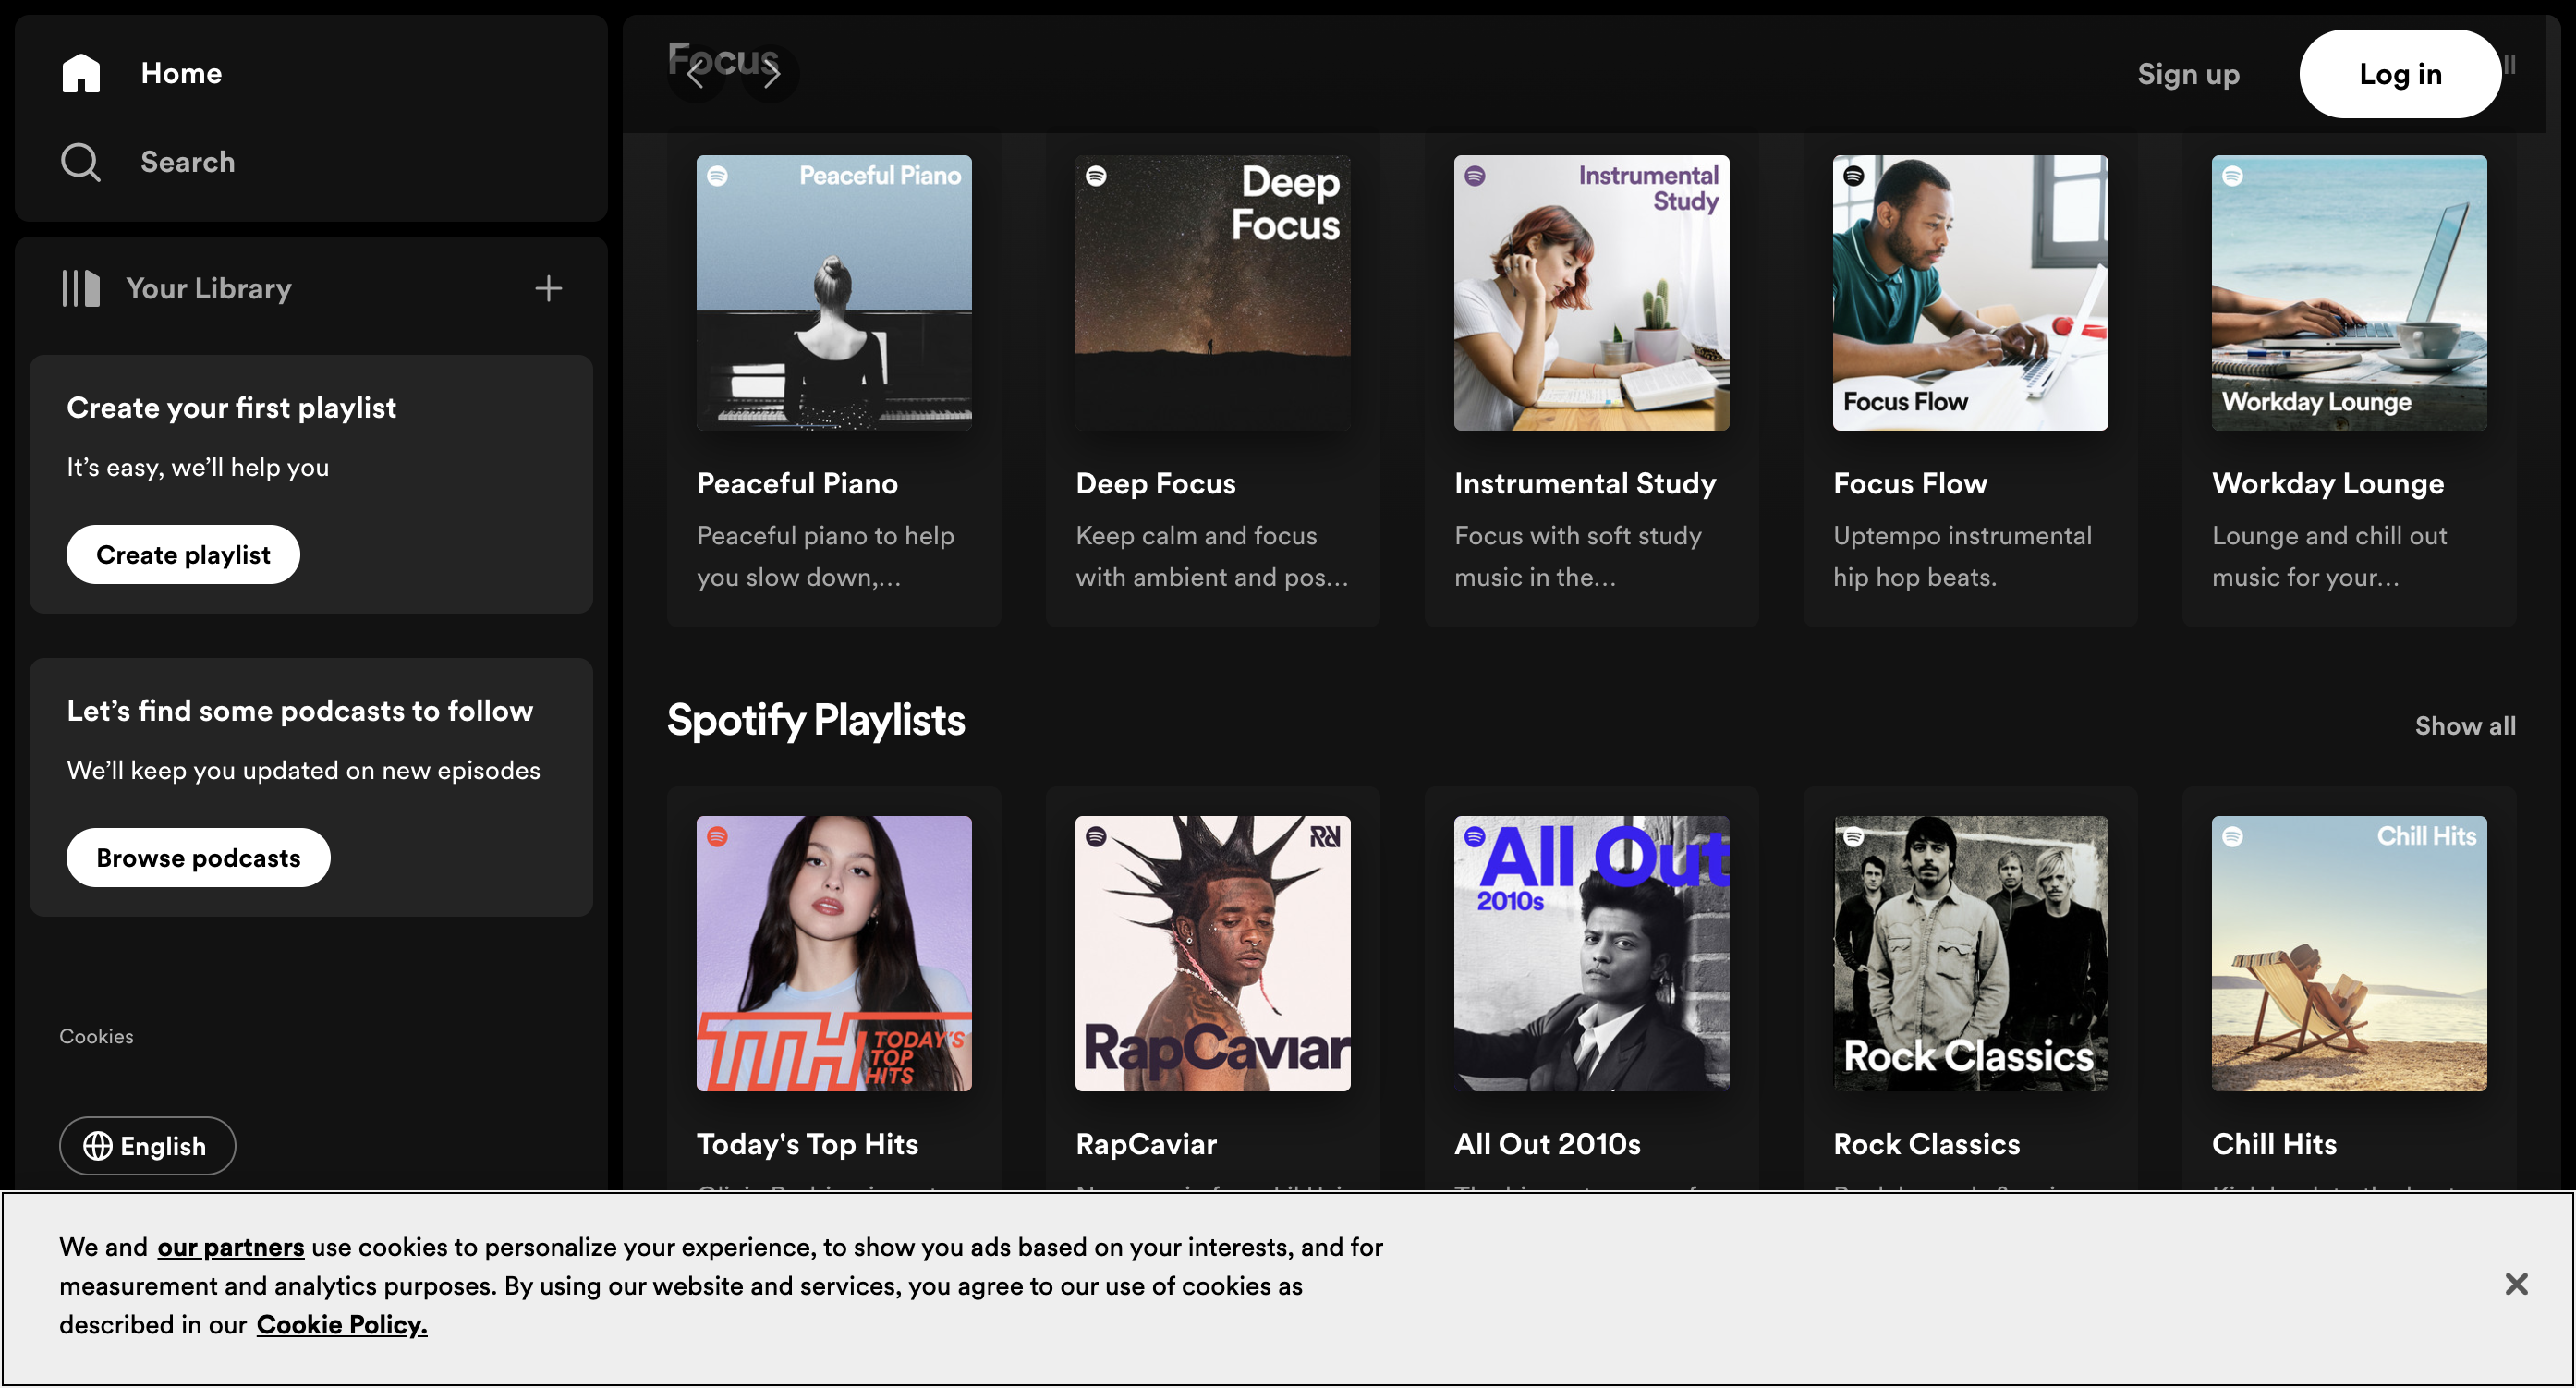 Home
Search
Your Library
Create your first playlist
It’s easy, we’ll help you
Create playlist
Let’s find some podcasts to follow
We’ll keep you updated on new episodes
Browse podcasts
Cookies
English
Focus
Sign up
Log in
Peaceful Piano
Peaceful Piano
Peaceful piano to help
you slow down,...
Deep
Focus
Deep Focus
Keep calm and focus
with ambient and pos...
Instrumental
Study
Instrumental Study
Focus with soft study
music in the...
Focus Flow
Focus Flow
Uptempo instrumental
hip hop beats.
Workday Lounge
Workday Lounge
Lounge and chill out
music for your...
Spotify Playlists
Show all
TTH TODAY'S
TOP
HITS
Today's Top Hits
RapCaviar
RapCaviar
All Out
2010s
All Out 2010s
Rock Classics
Rock Classics
Chill Hits
Chill Hits
We and our partners use cookies to personalize your experience, to show you ads based on your interests, and for
measurement and analytics purposes. By using our website and services, you agree to our use of cookies as
described in our Cookie Policy.